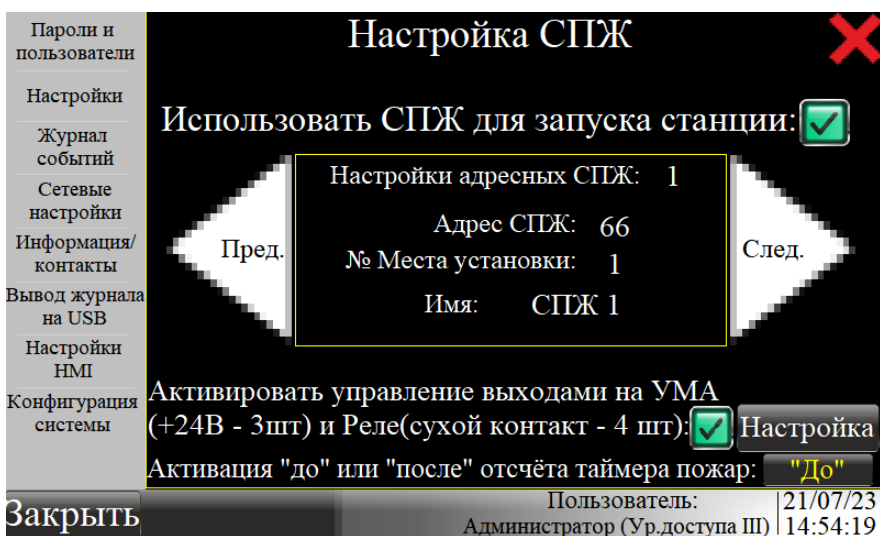 Пароли и
пользователи
Настройки
Журнал
событий
Сетевые
настройки
Информация/
контакты
Вывод журнала
на USB
Настройки
HMI
Конфигурация
системы
Закрыть
Настройка СПЖ
Использовать СПЖ для запуска станции:
Пред.
Настройки адресных СПЖ: 1
Адрес СПЖ: 66
№ Места установки: 1
Имя: СПЖ 1
След.
Активировать управление выходами на УМА
(+24В - 3шт) и Реле(сухой контакт - 4 шт):
Настройка
Активация "до" или "после" отсчёта таймера пожар: "До"
Пользователь:
Администратор (Ур.доступа III)
21/07/23
14:54:19